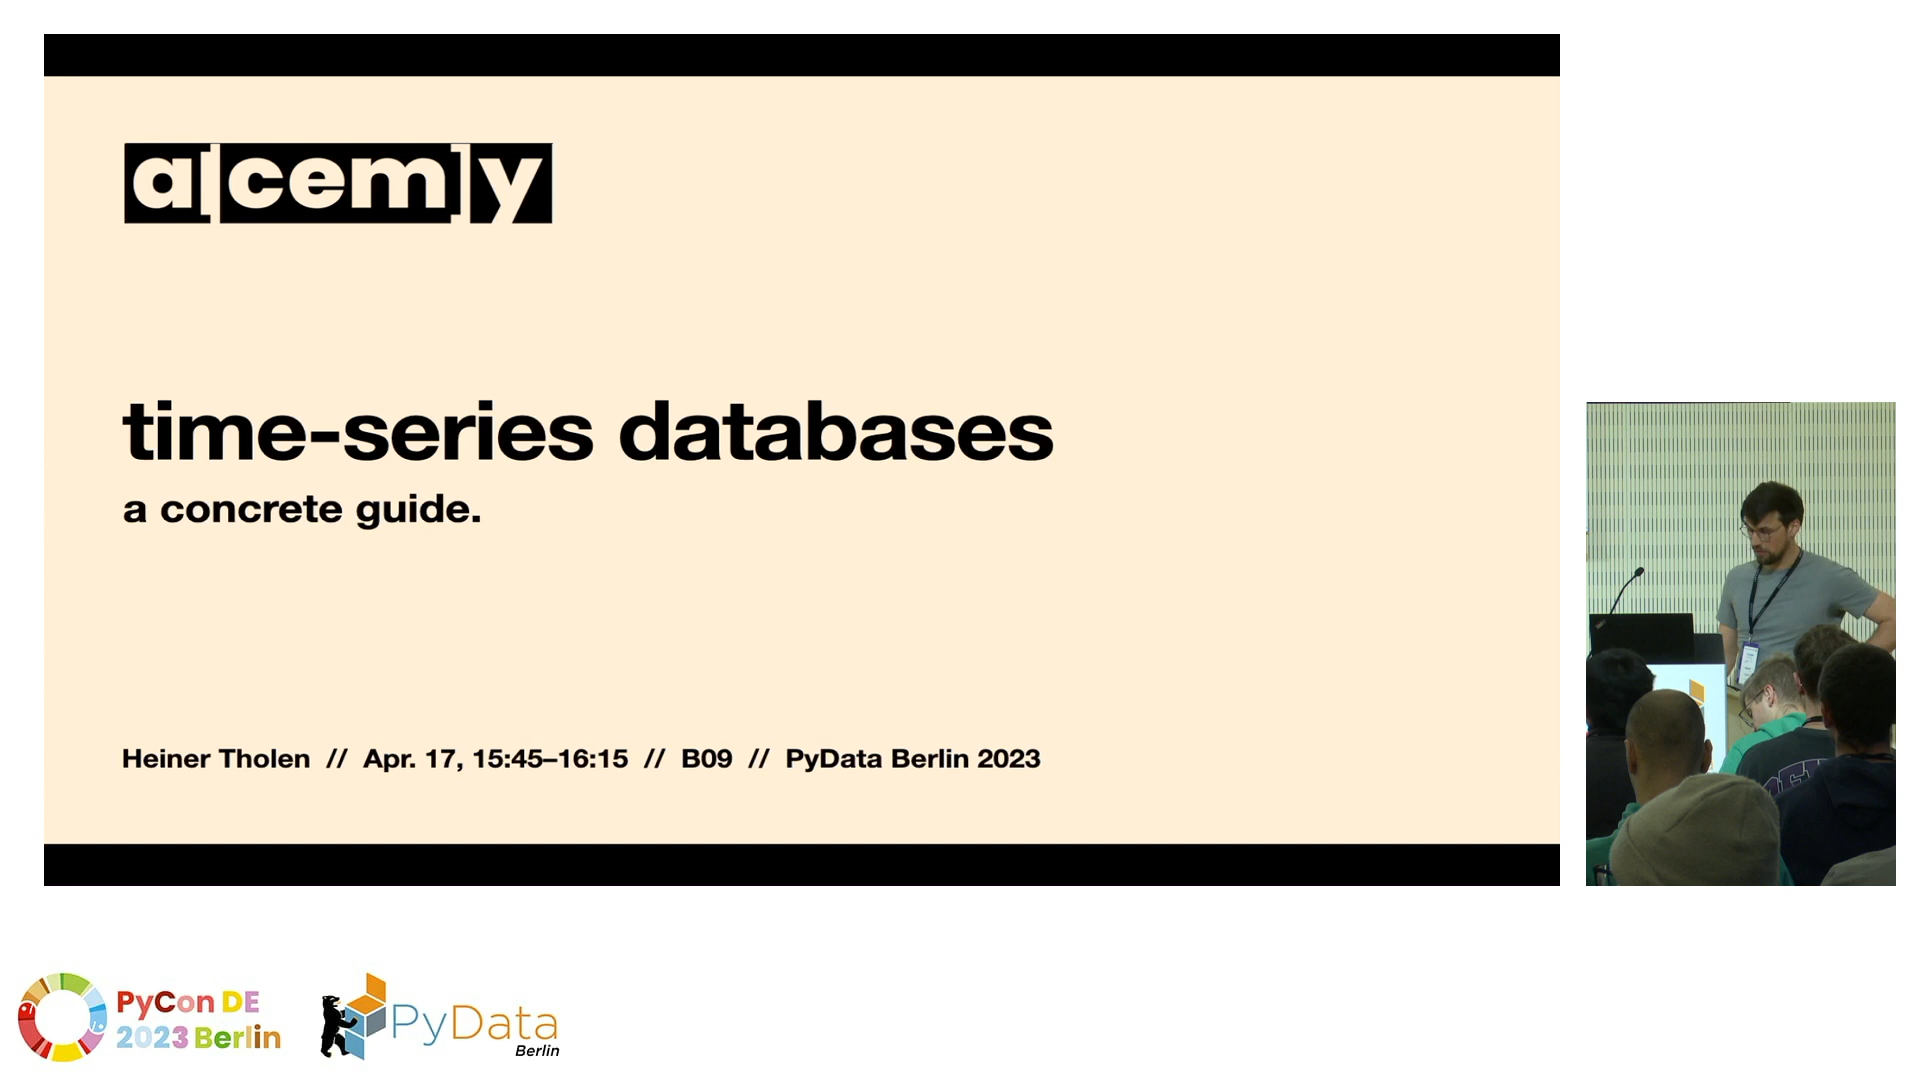 a[cem]y
time-series databases
a concrete guide.
Heiner Tholen // Apr. 17, 15:45–16:15 // B09 // PyData Berlin 2023
PyCon DE
2023 Berlin
PyData
Berlin